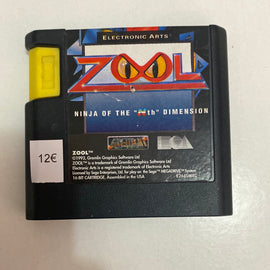 ELECTRONIC ARTS®
ZOOL
NINJA OF THE "Nth" DIMENSION
12€
ZOOL™
©1993, Gremlin Graphics Software Ltd
ZOOL™ is a trademark of Gremlin Graphics Software Ltd
Electronic Arts is a registered trademark of Electronic Arts
Licensed by Sega Enterprises, Ltd. for play on the Sega MEGADRIVE™ System
16-BIT CARTRIDGE. Assembled in the USA